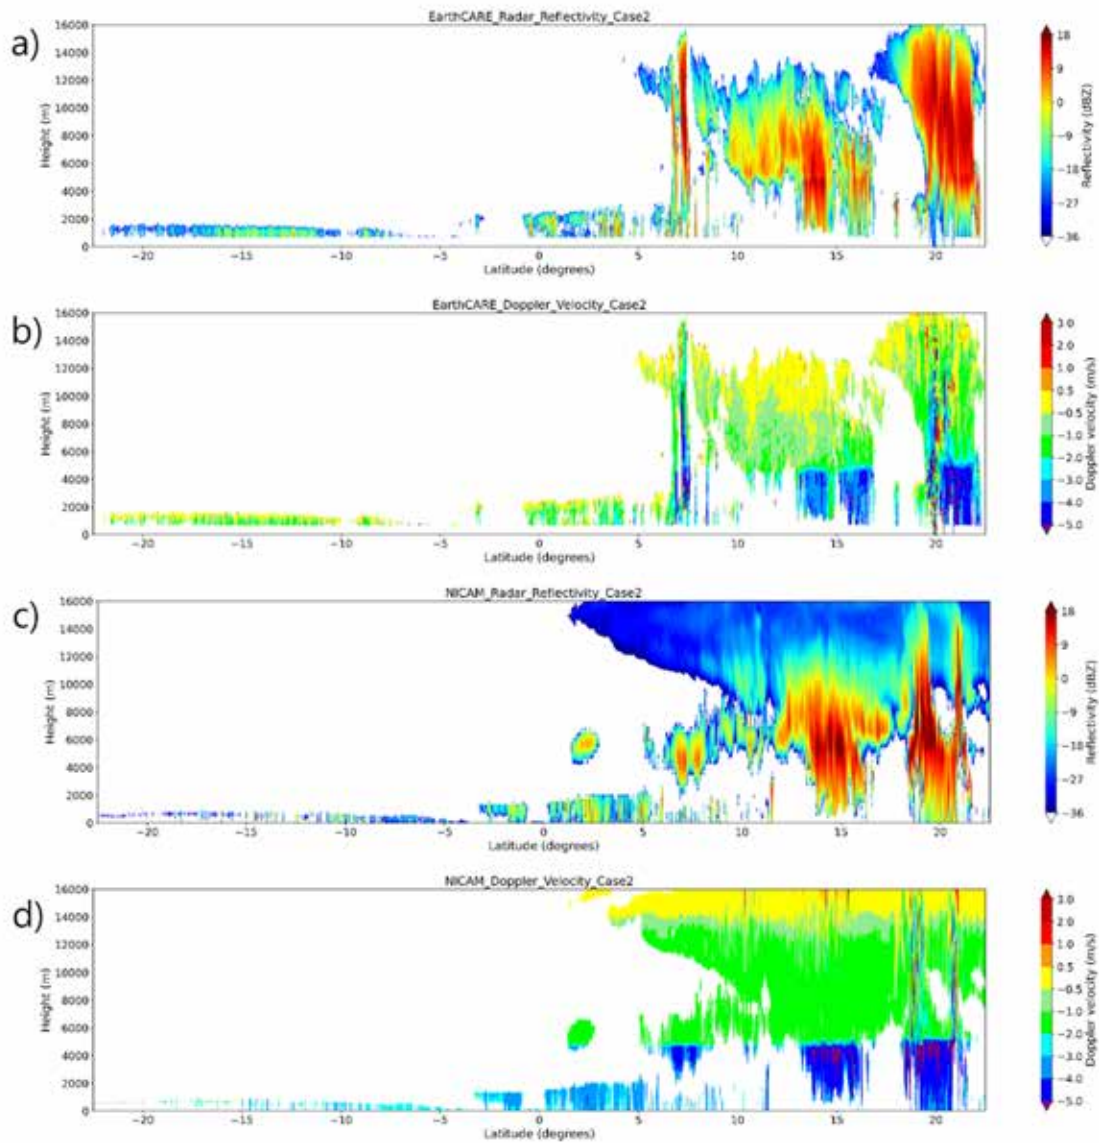 a)
EarthCARE_Radar_Reflectivity_Case2
16000
14000
12000
10000
8000
6000
4000
2000
0
Height (m)
−20 −15 −10 −5 0 5 10 15 20
Latitude (degrees)
18
9
0
−9
−18
−27
−36
Reflectivity (dBZ)
b)
EarthCARE_Doppler_Velocity_Case2
16000
14000
12000
10000
8000
6000
4000
2000
0
Height (m)
−20 −15 −10 −5 0 5 10 15 20
Latitude (degrees)
3.0
2.0
1.0
0.5
−0.5
−1.0
−2.0
−3.0
−4.0
−5.0
Doppler velocity (m/s)
c)
NICAM_Radar_Reflectivity_Case2
16000
14000
12000
10000
8000
6000
4000
2000
0
Height (m)
−20 −15 −10 −5 0 5 10 15 20
Latitude (degrees)
18
9
0
−9
−18
−27
−36
Reflectivity (dBZ)
d)
NICAM_Doppler_Velocity_Case2
16000
14000
12000
10000
8000
6000
4000
2000
0
Height (m)
−20 −15 −10 −5 0 5 10 15 20
Latitude (degrees)
3.0
2.0
1.0
0.5
−0.5
−1.0
−2.0
−3.0
−4.0
−5.0
Doppler velocity (m/s)